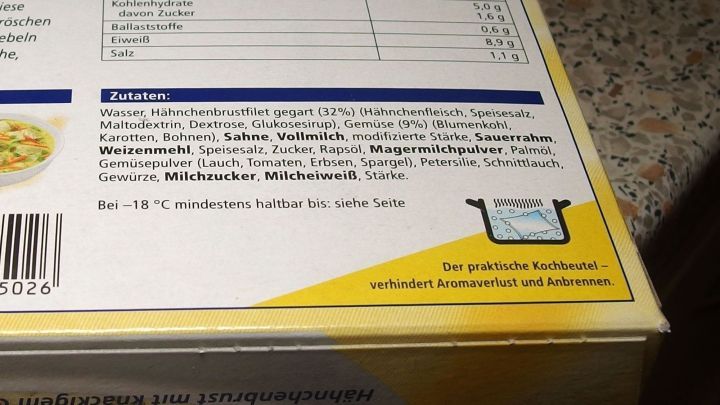 iese
röschen
ebeln
he,
Kohlenhydrate 5,0 g
davon Zucker 1,6 g
Ballaststoffe 0,6 g
Eiweiß 8,9 g
Salz 1,1 g
Zutaten:
Wasser, Hähnchenbrustfilet gegart (32%) (Hähnchenfleisch, Speisesalz,
Maltodextrin, Dextrose, Glukosesirup), Gemüse (9%) (Blumenkohl,
Karotten, Bohnen), Sahne, Vollmilch, modifizierte Stärke, Sauerrahm,
Weizenmehl, Speisesalz, Zucker, Rapsöl, Magermilchpulver, Palmöl,
Gemüsepulver (Lauch, Tomaten, Erbsen, Spargel), Petersilie, Schnittlauch,
Gewürze, Milchzucker, Milcheiweiß, Stärke.
Bei –18 °C mindestens haltbar bis: siehe Seite
5026
Der praktische Kochbeutel –
verhindert Aromaverlust und Anbrennen.
Hähnchenbrust mit knackigem